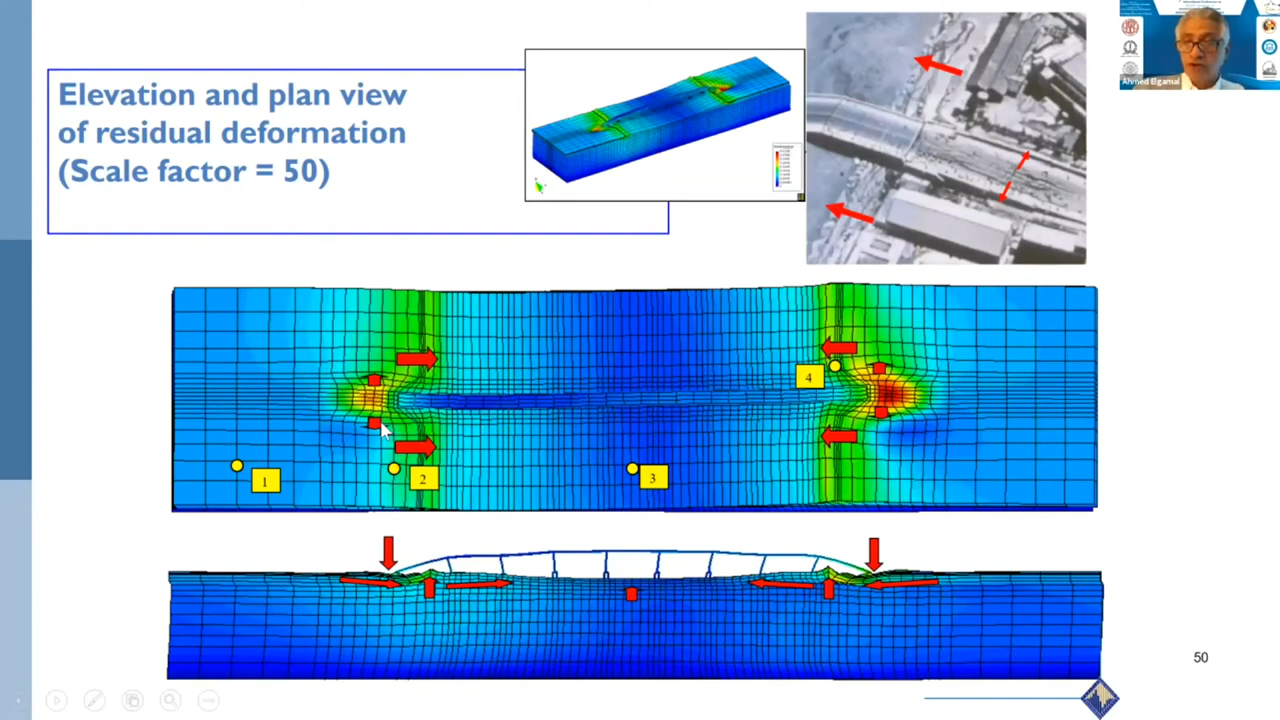 Elevation and plan view
of residual deformation
(Scale factor = 50)
Ahmed Elgamal
4
1
2
3
50